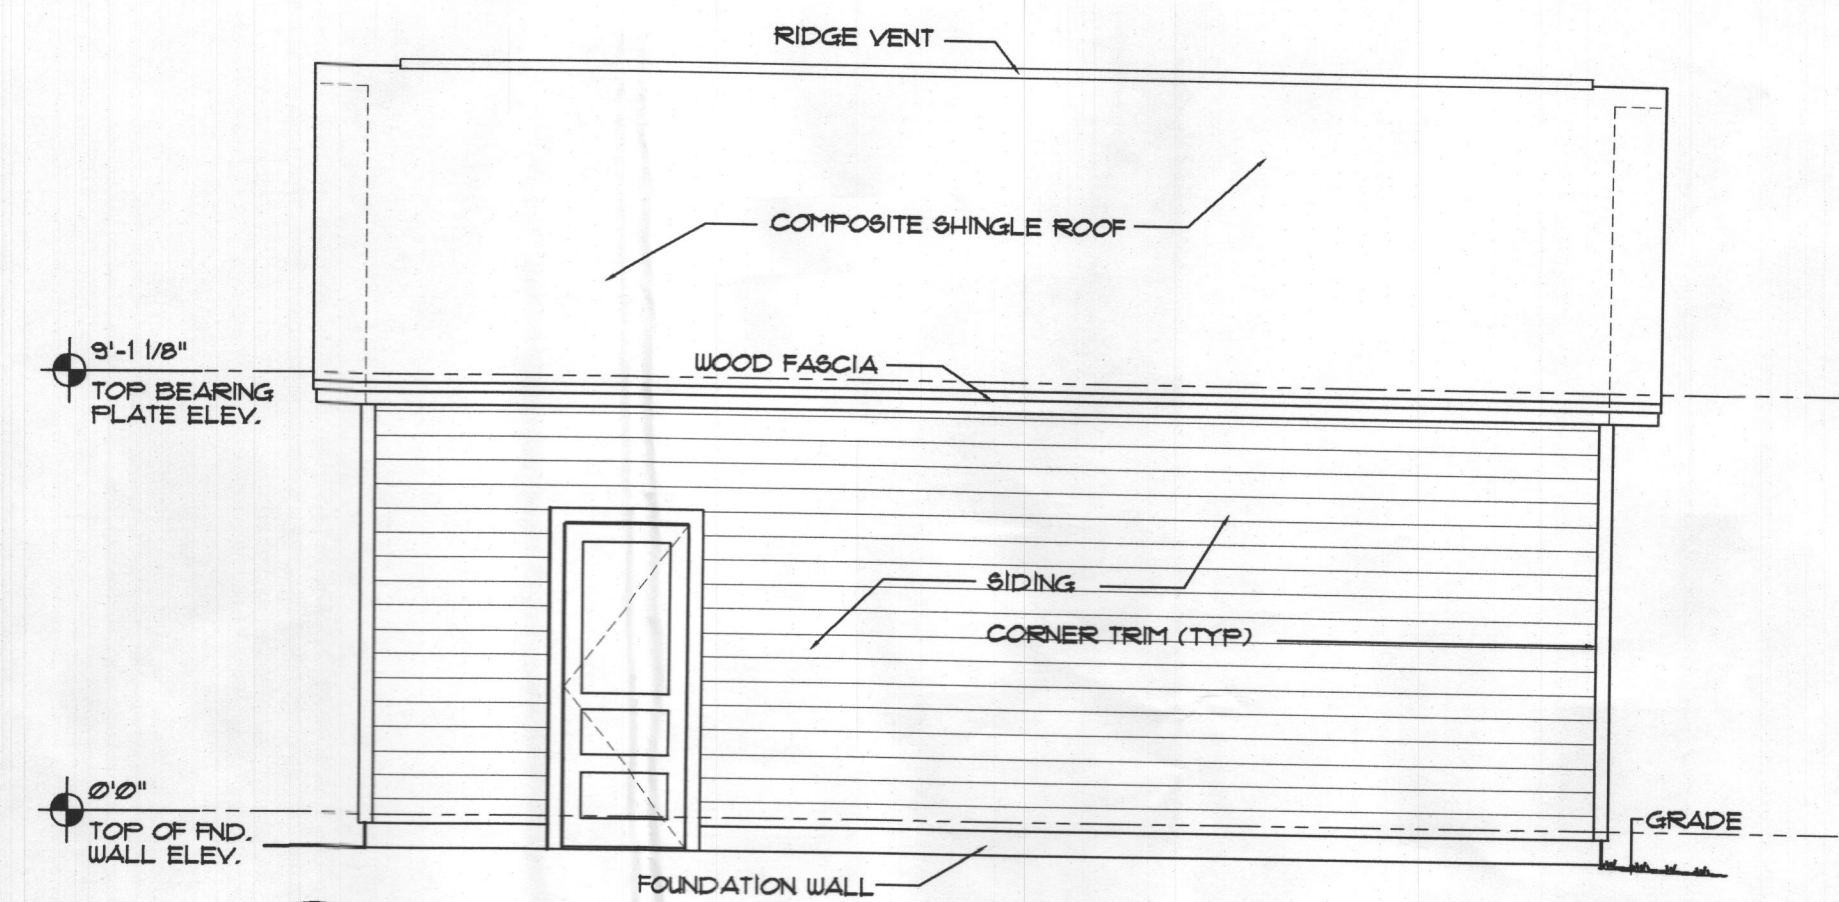 RIDGE VENT
COMPOSITE SHINGLE ROOF
9'-1 1/8"
TOP BEARING
PLATE ELEV.
WOOD FASCIA
SIDING
CORNER TRIM (TYP)
0'0"
TOP OF FND.
WALL ELEV.
GRADE
FOUNDATION WALL